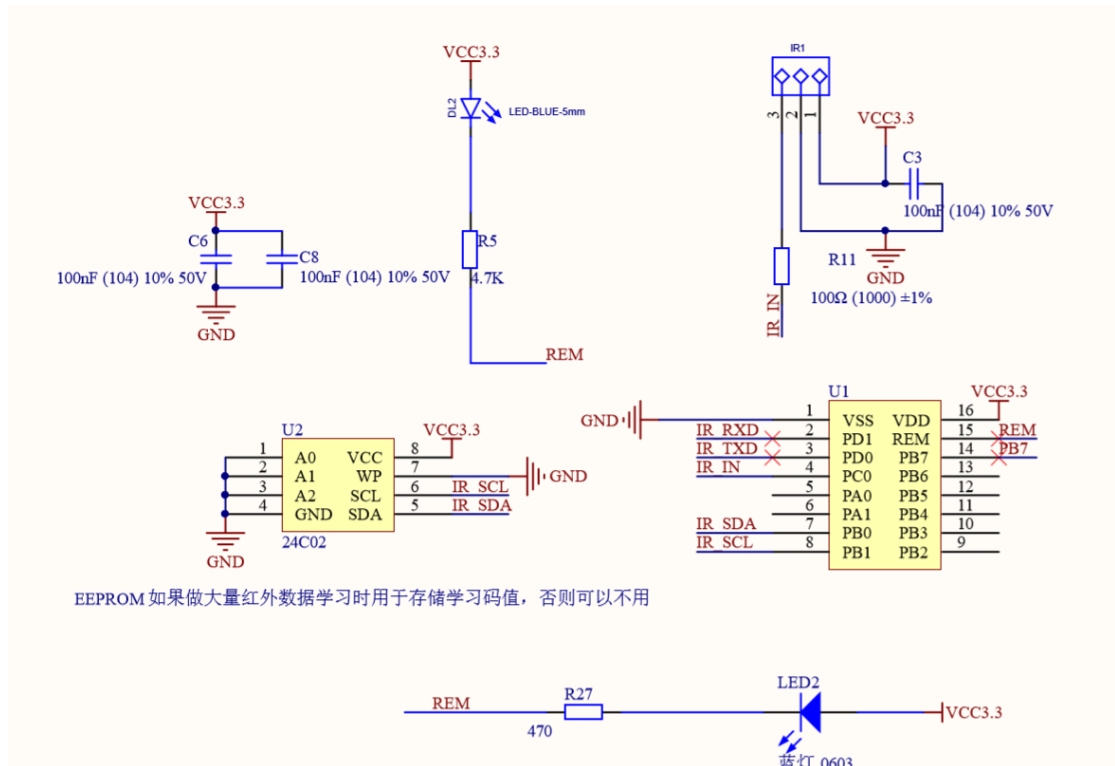 VCC3.3
DL2
LED-BLUE-5mm
R5
4.7K
REM
IR1
3
2
1
VCC3.3
C3
100nF (104) 10% 50V
GND
R11
100Ω (1000) ±1%
IR_IN
VCC3.3
C6
100nF (104) 10% 50V
C8
100nF (104) 10% 50V
GND
U2
VCC3.3
1 A0 VCC 8
2 A1 WP 7 GND
3 A2 SCL 6 IR_SCL
4 GND SDA 5 IR_SDA
24C02
GND
U1
VCC3.3
GND 1 VSS VDD 16
IR_RXD 2 PD1 REM 15 REM
IR_TXD 3 PD0 PB7 14 PB7
IR_IN 4 PC0 PB6 13
5 PA0 PB5 12
6 PA1 PB4 11
IR_SDA 7 PB0 PB3 10
IR_SCL 8 PB1 PB2 9
EEPROM 如果做大量红外数据学习时用于存储学习码值，否则可以不用
REM
R27
470
LED2
VCC3.3
蓝灯 0603